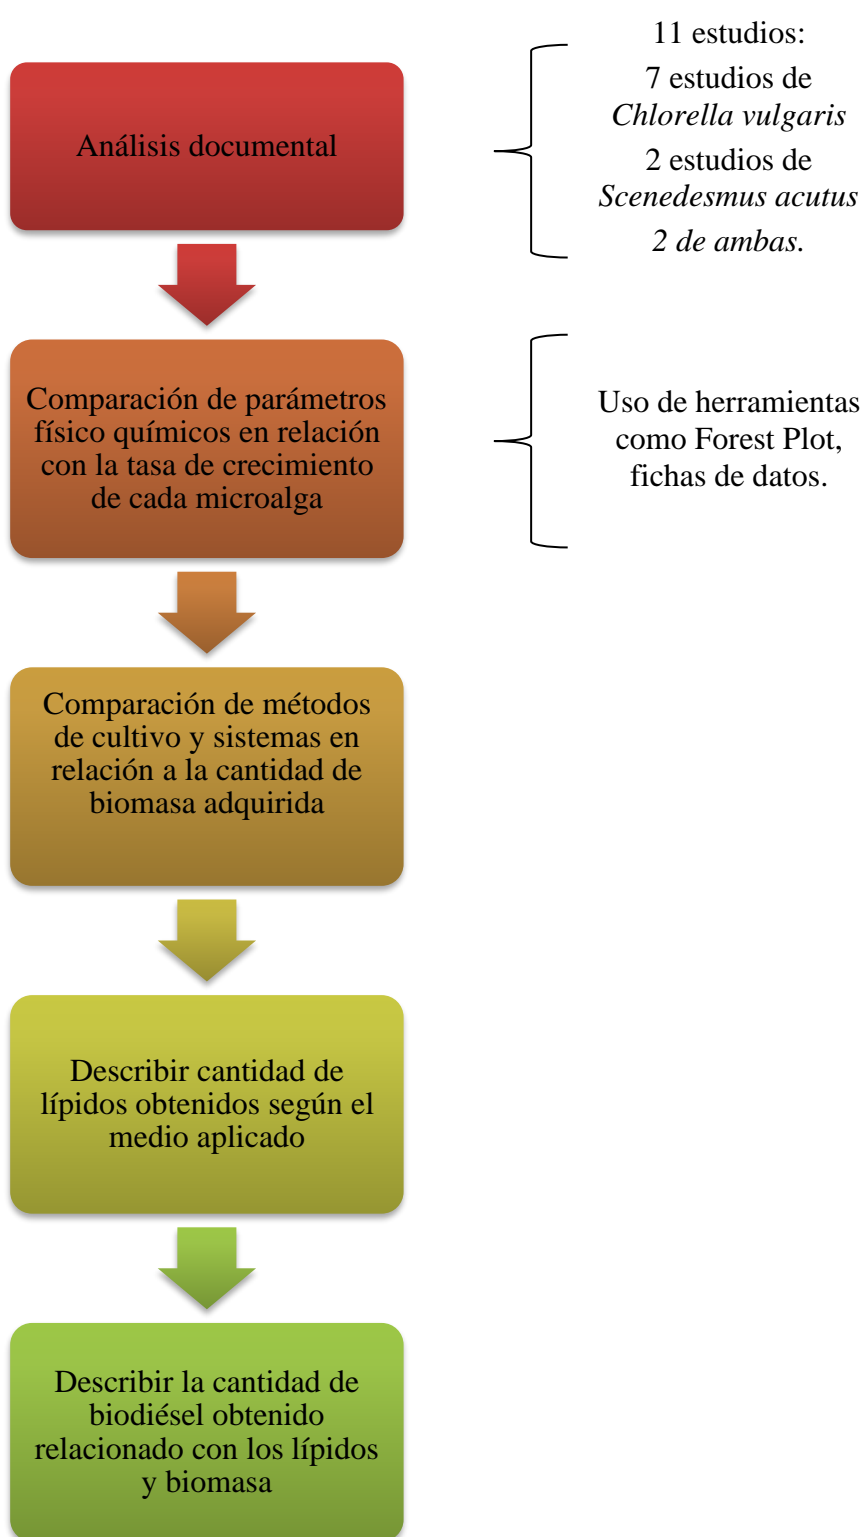 Análisis documental
11 estudios:
7 estudios de
Chlorella vulgaris
2 estudios de
Scenedesmus acutus
2 de ambas.
Comparación de parámetros
físico químicos en relación
con la tasa de crecimiento
de cada microalga
Uso de herramientas
como Forest Plot,
fichas de datos.
Comparación de métodos
de cultivo y sistemas en
relación a la cantidad de
biomasa adquirida
Describir cantidad de
lípidos obtenidos según el
medio aplicado
Describir la cantidad de
biodiésel obtenido
relacionado con los lípidos
y biomasa